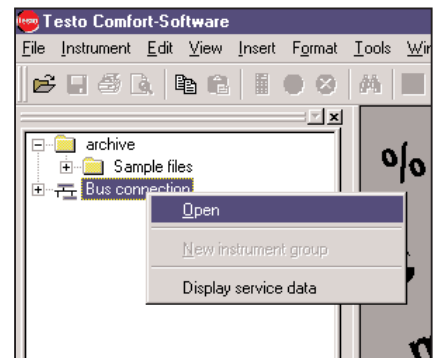 Testo Comfort-Software
File Instrument Edit View Insert Format Tools
archive
Sample files
Bus connection
Open
New instrument group
Display service data
%